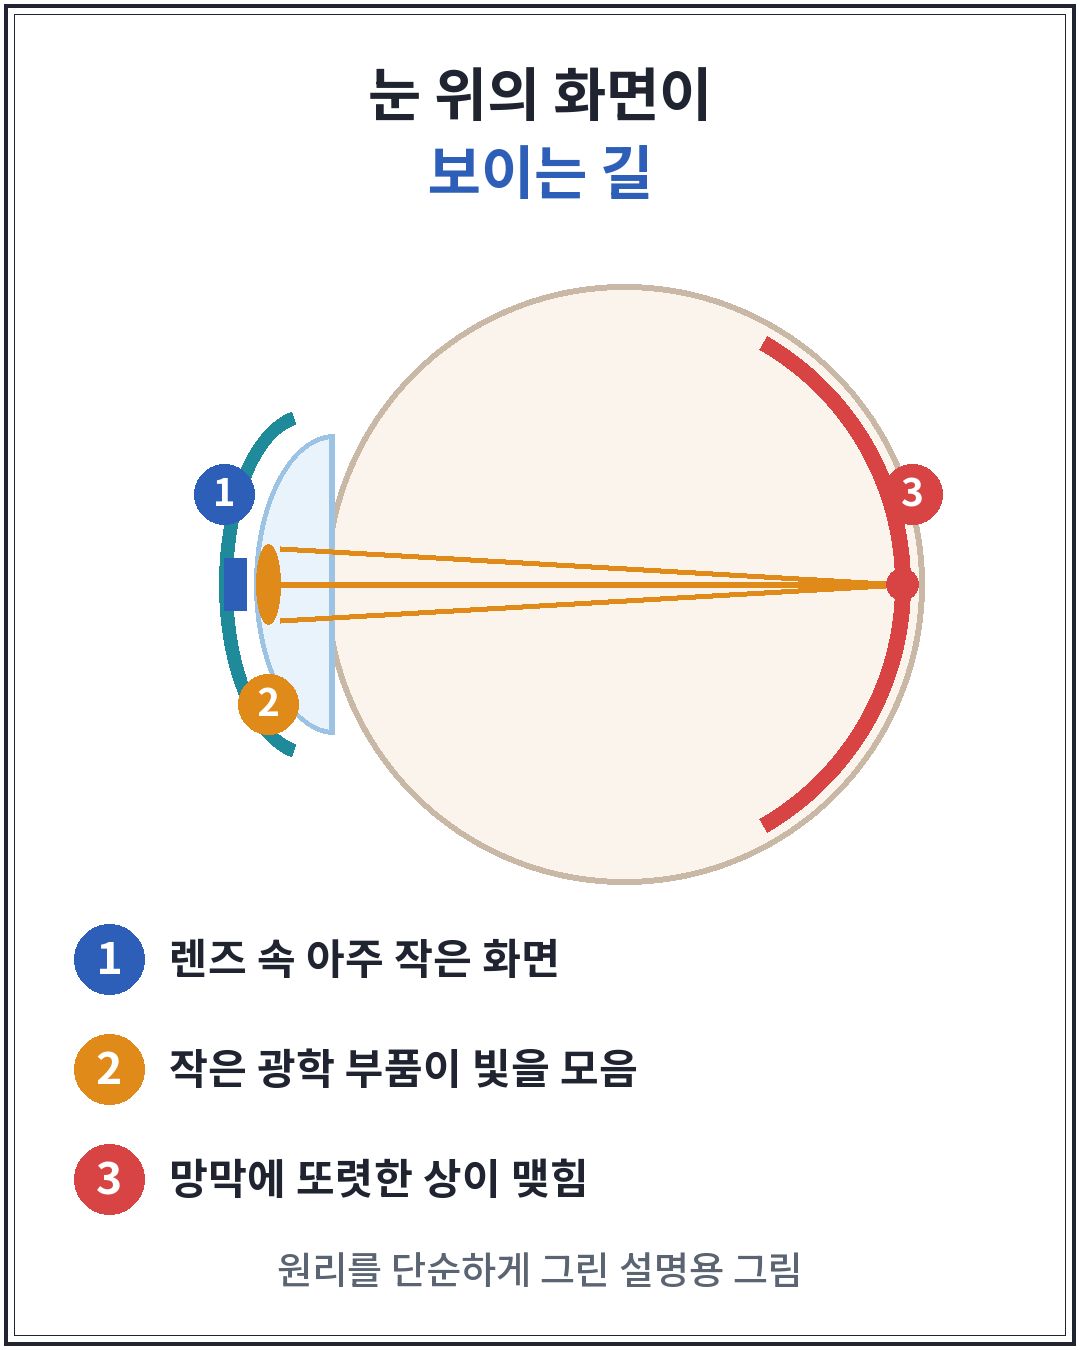 눈 위의 화면이
보이는 길
1
3
2
1 렌즈 속 아주 작은 화면
2 작은 광학 부품이 빛을 모음
3 망막에 또렷한 상이 맺힘
원리를 단순하게 그린 설명용 그림